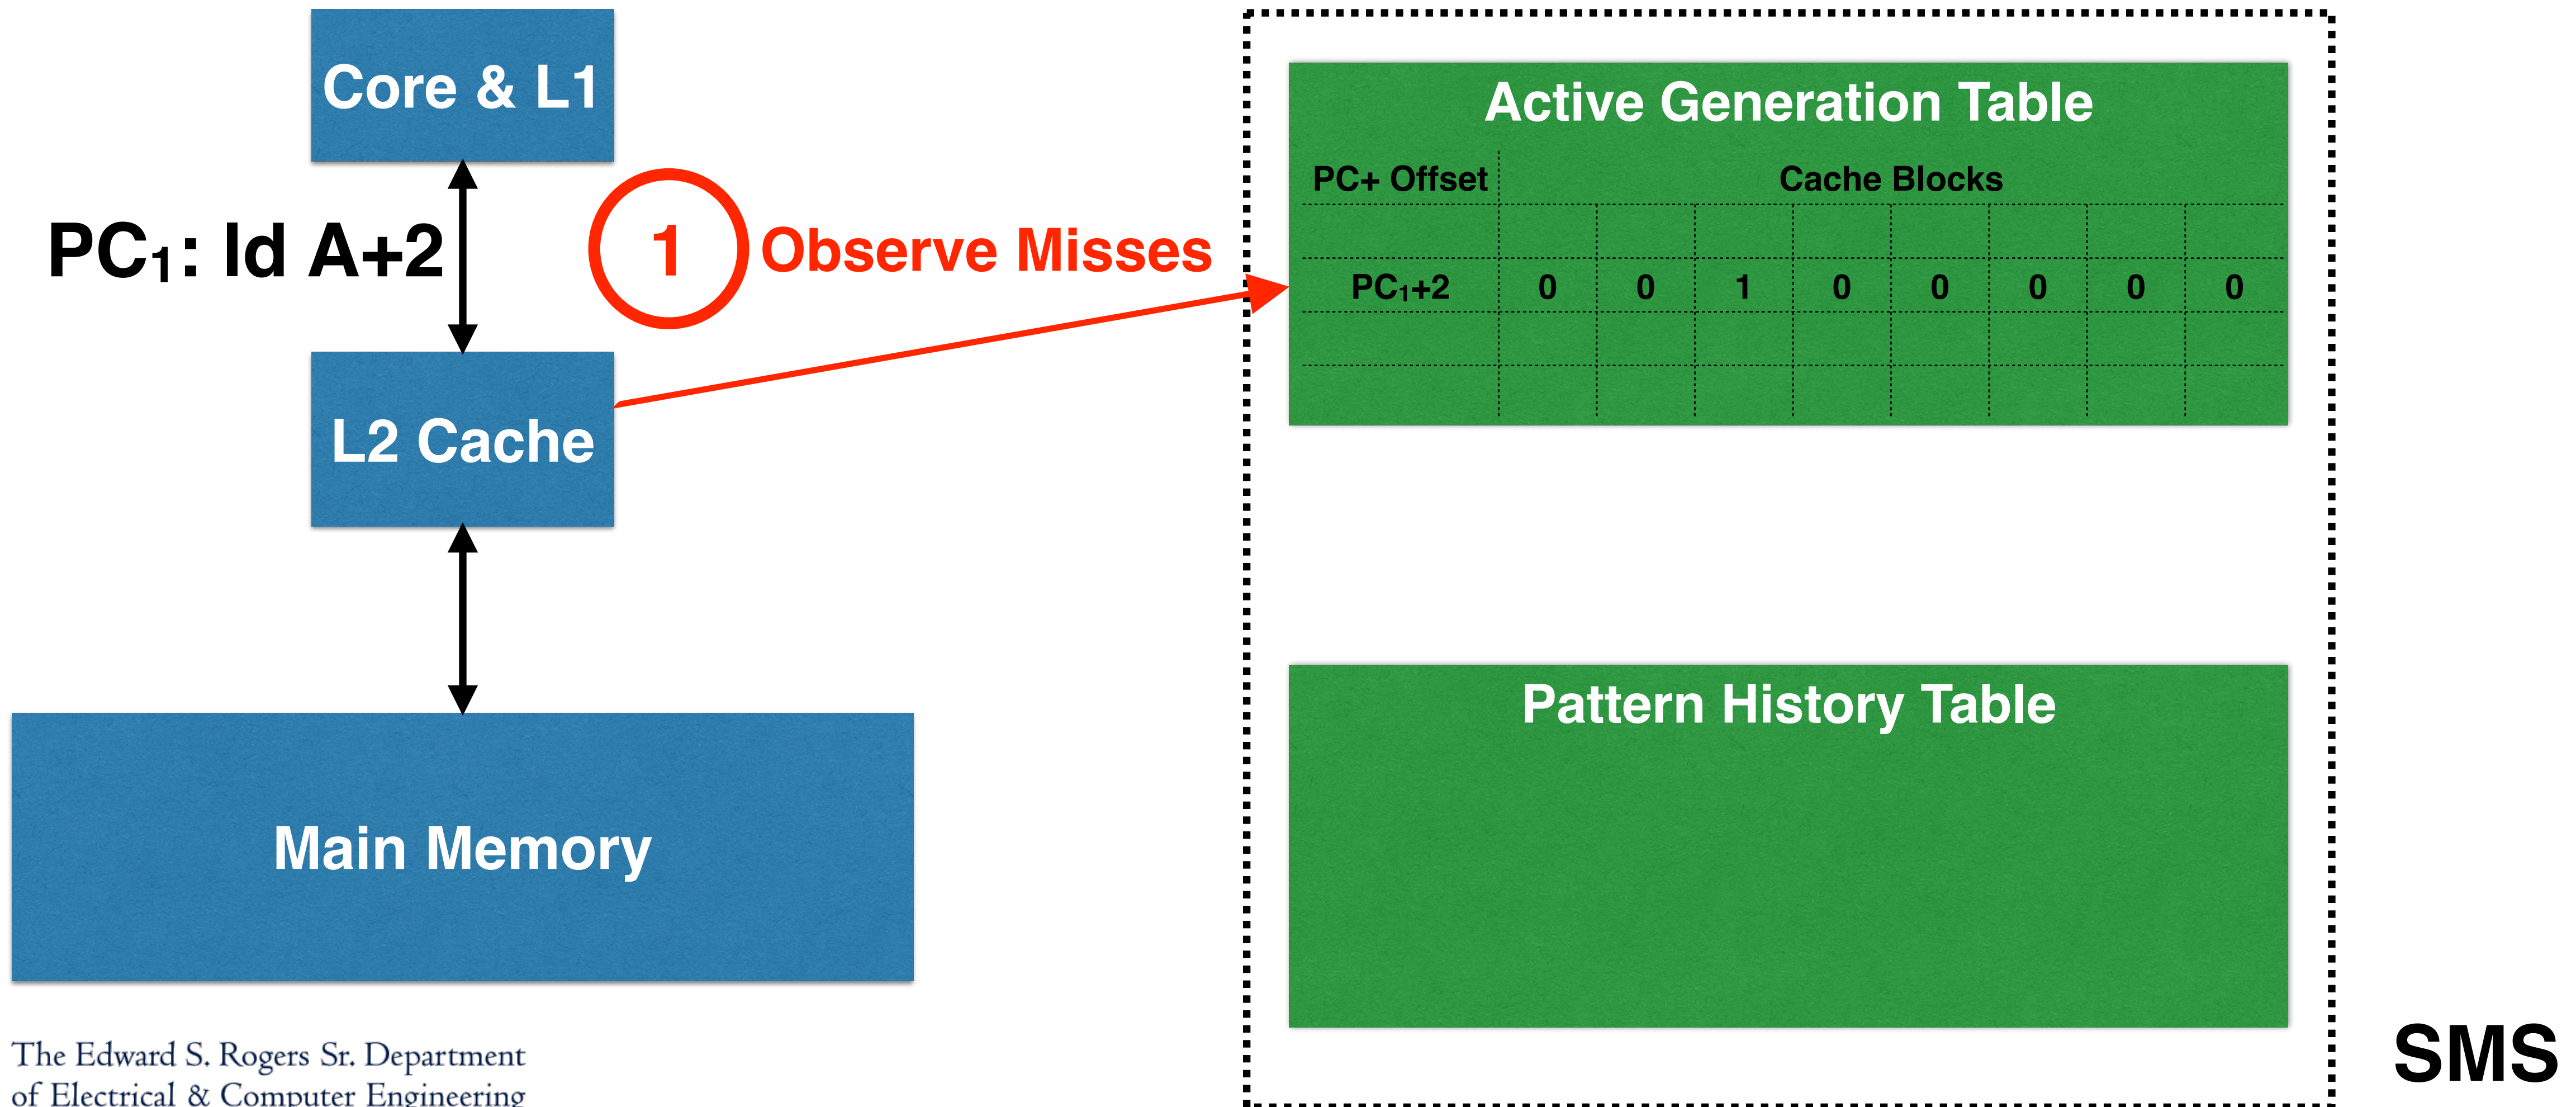 Core & L1
PC₁: ld A+2
1
Observe Misses
L2 Cache
Main Memory
Active Generation Table
PC+ Offset Cache Blocks
PC₁+2 0 0 1 0 0 0 0 0
Pattern History Table
SMS
The Edward S. Rogers Sr. Department
of Electrical & Computer Engineering